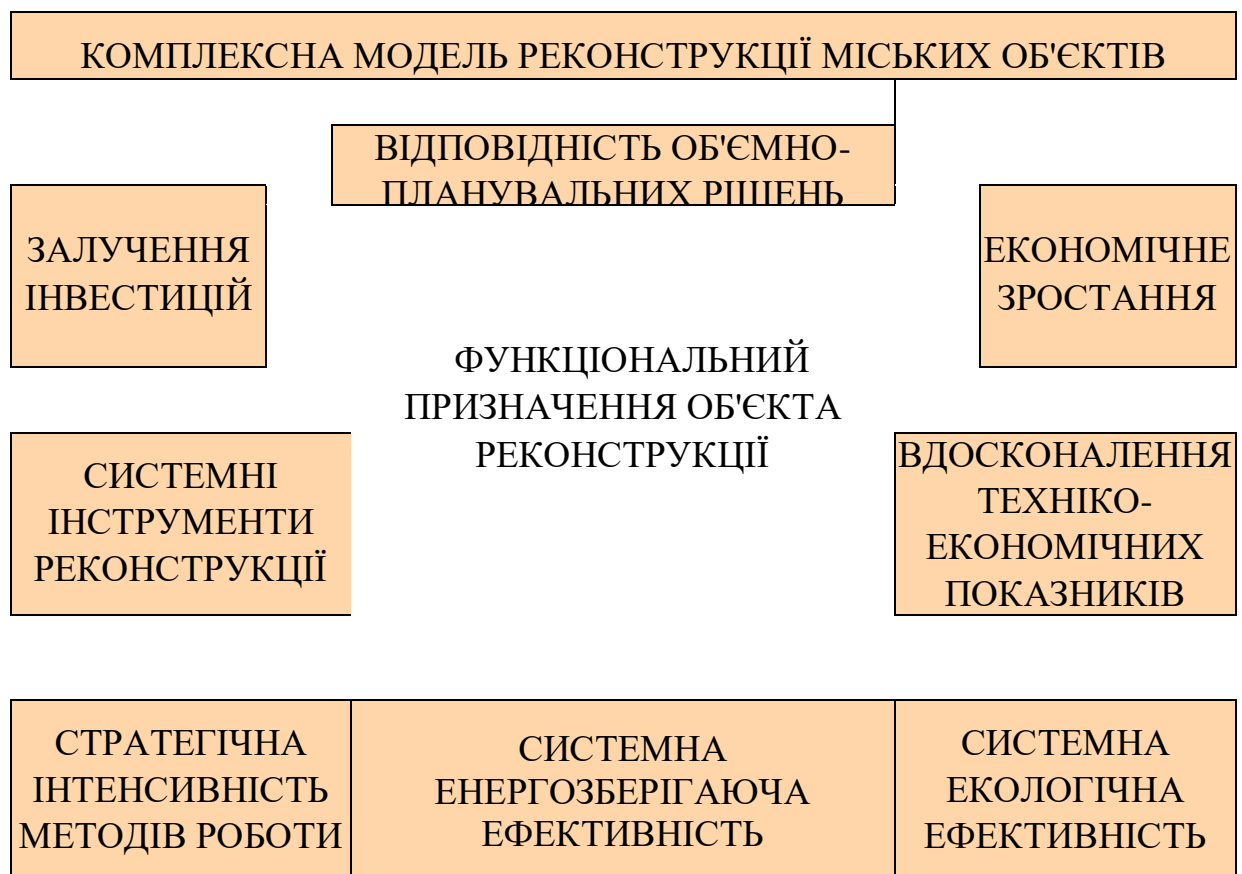 КОМПЛЕКСНА МОДЕЛЬ РЕКОНСТРУКЦІЇ МІСЬКИХ ОБ'ЄКТІВ
ВІДПОВІДНІСТЬ ОБ'ЄМНО-
ПЛАНУВАЛЬНИХ РІШЕНЬ
ЗАЛУЧЕННЯ
ІНВЕСТИЦІЙ
ЕКОНОМІЧНЕ
ЗРОСТАННЯ
ФУНКЦІОНАЛЬНИЙ
ПРИЗНАЧЕННЯ ОБ'ЄКТА
РЕКОНСТРУКЦІЇ
СИСТЕМНІ
ІНСТРУМЕНТИ
РЕКОНСТРУКЦІЇ
ВДОСКОНАЛЕННЯ
ТЕХНІКО-
ЕКОНОМІЧНИХ
ПОКАЗНИКІВ
СТРАТЕГІЧНА
ІНТЕНСИВНІСТЬ
МЕТОДІВ РОБОТИ
СИСТЕМНА
ЕНЕРГОЗБЕРІГАЮЧА
ЕФЕКТИВНІСТЬ
СИСТЕМНА
ЕКОЛОГІЧНА
ЕФЕКТИВНІСТЬ